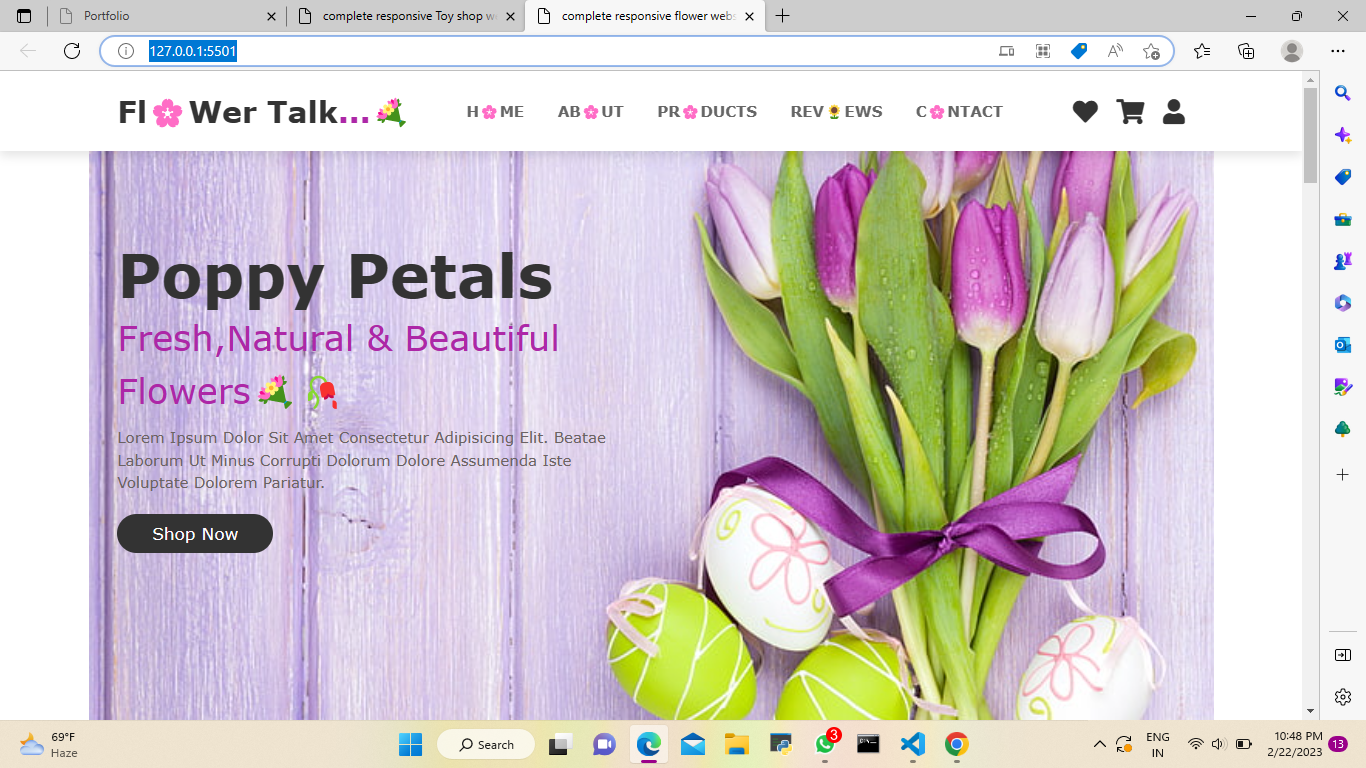 Portfolio
complete responsive Toy shop w
complete responsive flower webs
127.0.0.1:5501
Fl🌸Wer Talk...💐
H🌸ME AB🌸UT PR🌸DUCTS REV🌻EWS C🌸NTACT
Poppy Petals
Fresh,Natural & Beautiful
Flowers💐🥀
Lorem Ipsum Dolor Sit Amet Consectetur Adipisicing Elit. Beatae
Laborum Ut Minus Corrupti Dolorum Dolore Assumenda Iste
Voluptate Dolorem Pariatur.
Shop Now
69°F
Haze
Search
3
ENG
IN
10:48 PM
2/22/2023
13